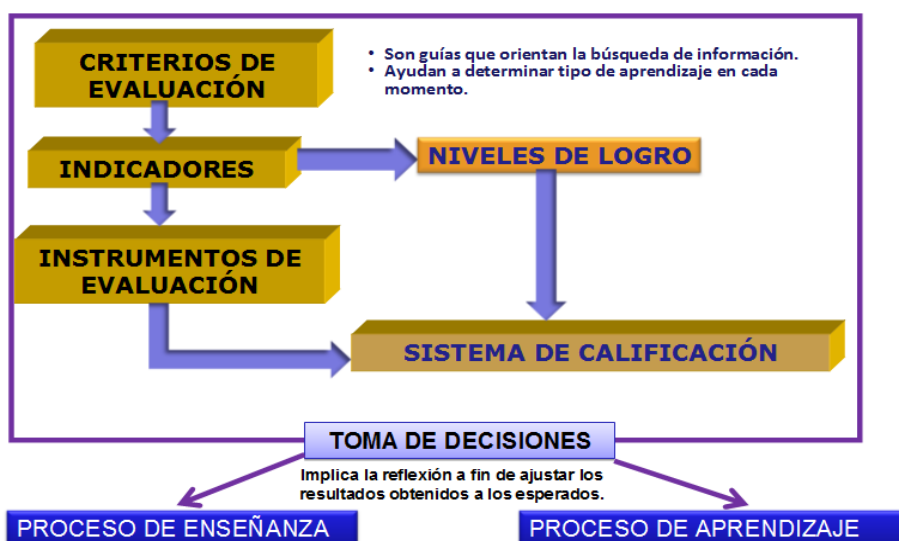 CRITERIOS DE
EVALUACIÓN
• Son guías que orientan la búsqueda de información.
• Ayudan a determinar tipo de aprendizaje en cada
momento.
INDICADORES
NIVELES DE LOGRO
INSTRUMENTOS DE
EVALUACIÓN
SISTEMA DE CALIFICACIÓN
TOMA DE DECISIONES
Implica la reflexión a fin de ajustar los
resultados obtenidos a los esperados.
PROCESO DE ENSEÑANZA
PROCESO DE APRENDIZAJE